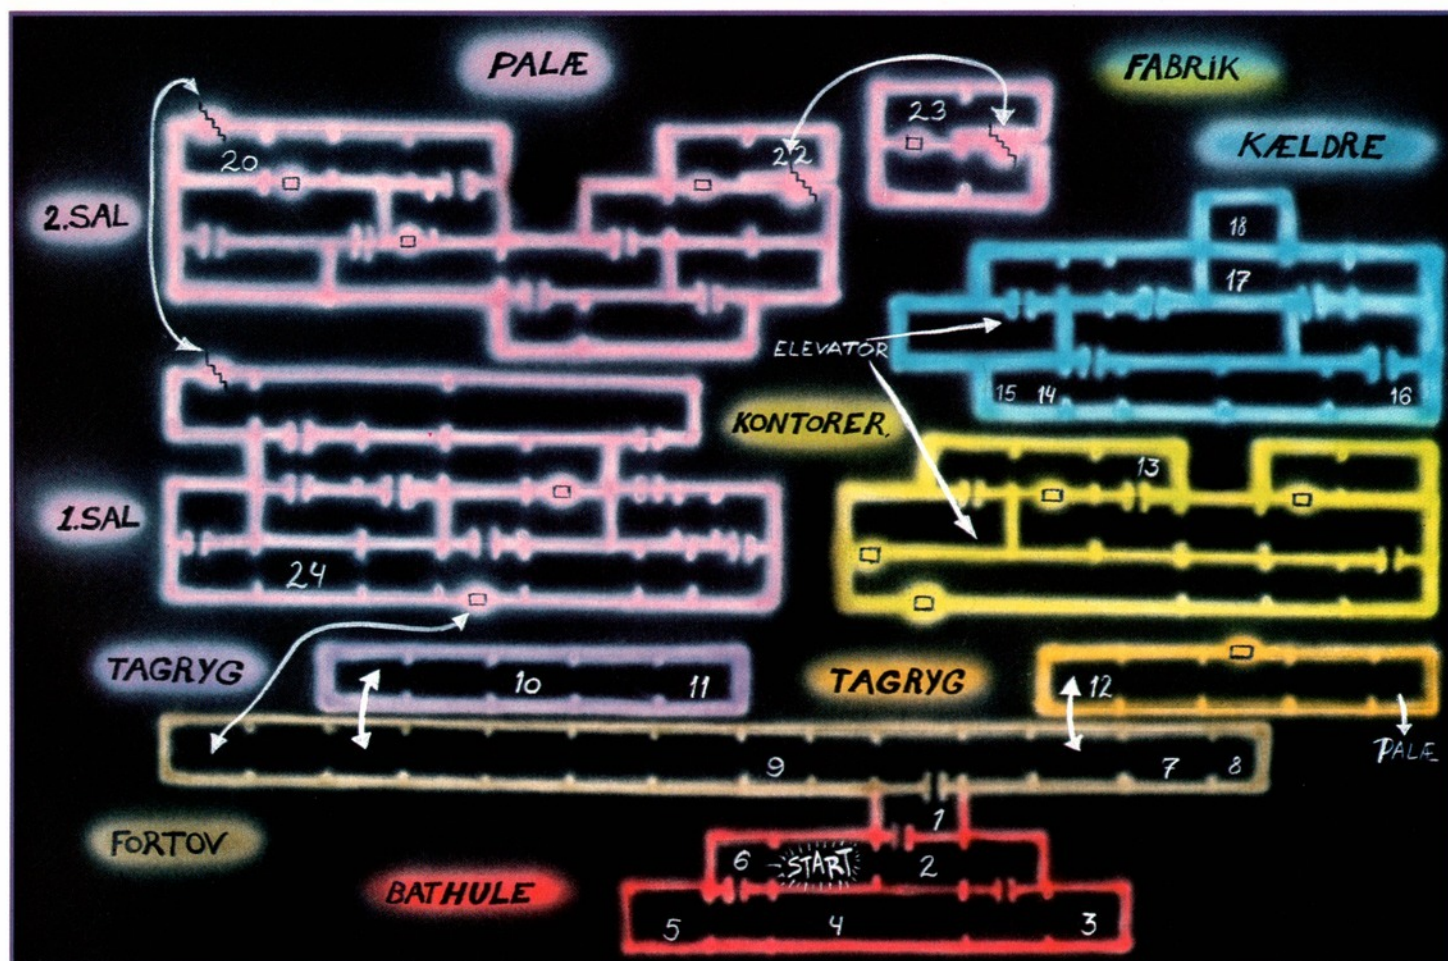 PALÆ
FABRIK
KÆLDRE
23
20
22
2.SAL
18
17
ELEVATOR
15
14
16
KONTORER.
13
1.SAL
24
TAGRYG
10
11
TAGRYG
12
PALÆ
9
7
8
FORTOV
1
6
START
2
BATHULE
5
4
3